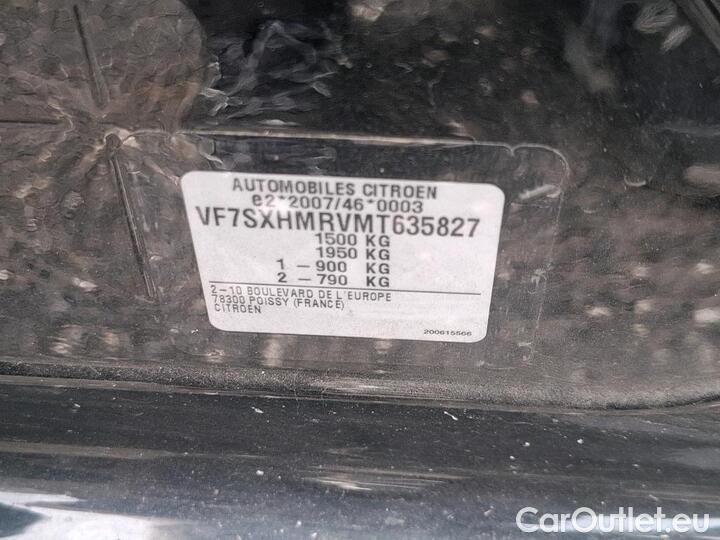 AUTOMOBILES CITROEN
e2*2007/46*0003
VF7SXHMRVMT635827
1500 KG
1950 KG
1 - 900 KG
2 - 790 KG
2-10 BOULEVARD DE L'EUROPE
78300 POISSY (FRANCE)
CITROEN
200615566
CarOutlet.eu